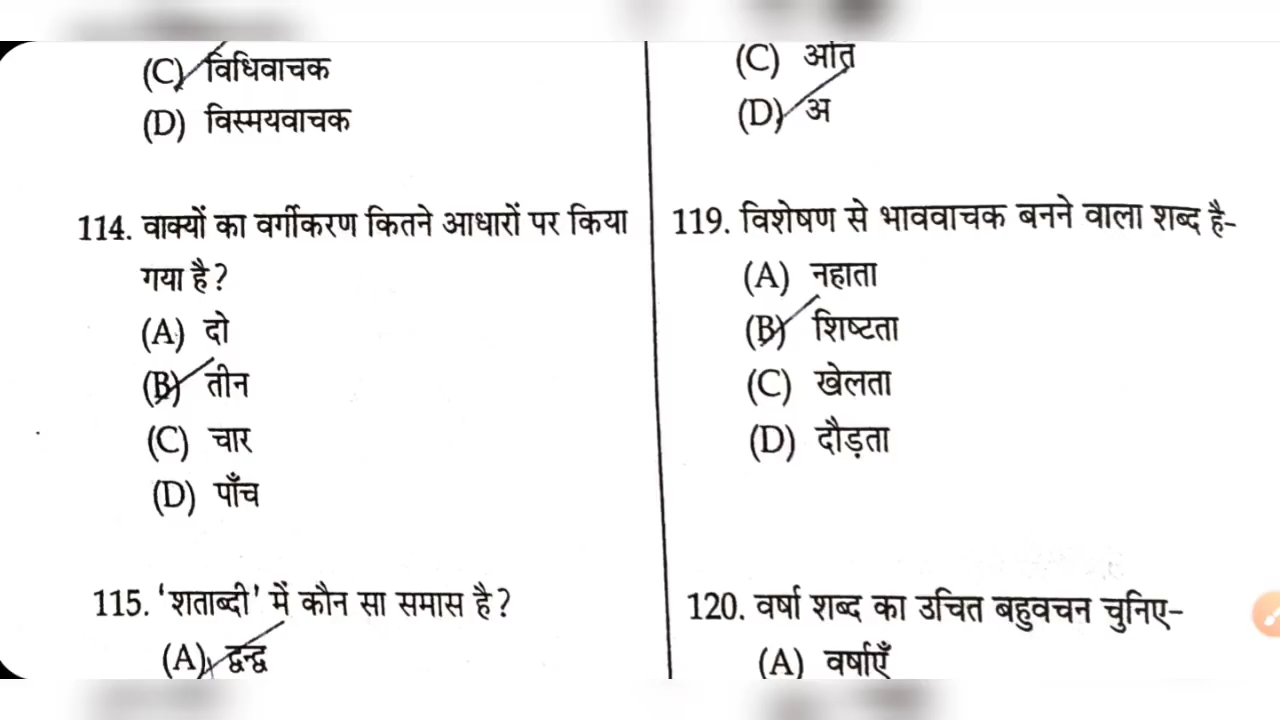 (C) विधिवाचक
(D) विस्मयवाचक
114. वाक्यों का वर्गीकरण कितने आधारों पर किया
गया है?
(A) दो
(B) तीन
(C) चार
(D) पाँच
115. 'शताब्दी' में कौन सा समास है?
(A) द्वन्द्व
(C) अति
(D) अ
119. विशेषण से भाववाचक बनने वाला शब्द है-
(A) नहाता
(B) शिष्टता
(C) खेलता
(D) दौड़ता
120. वर्षा शब्द का उचित बहुवचन चुनिए-
(A) वर्षाएँ